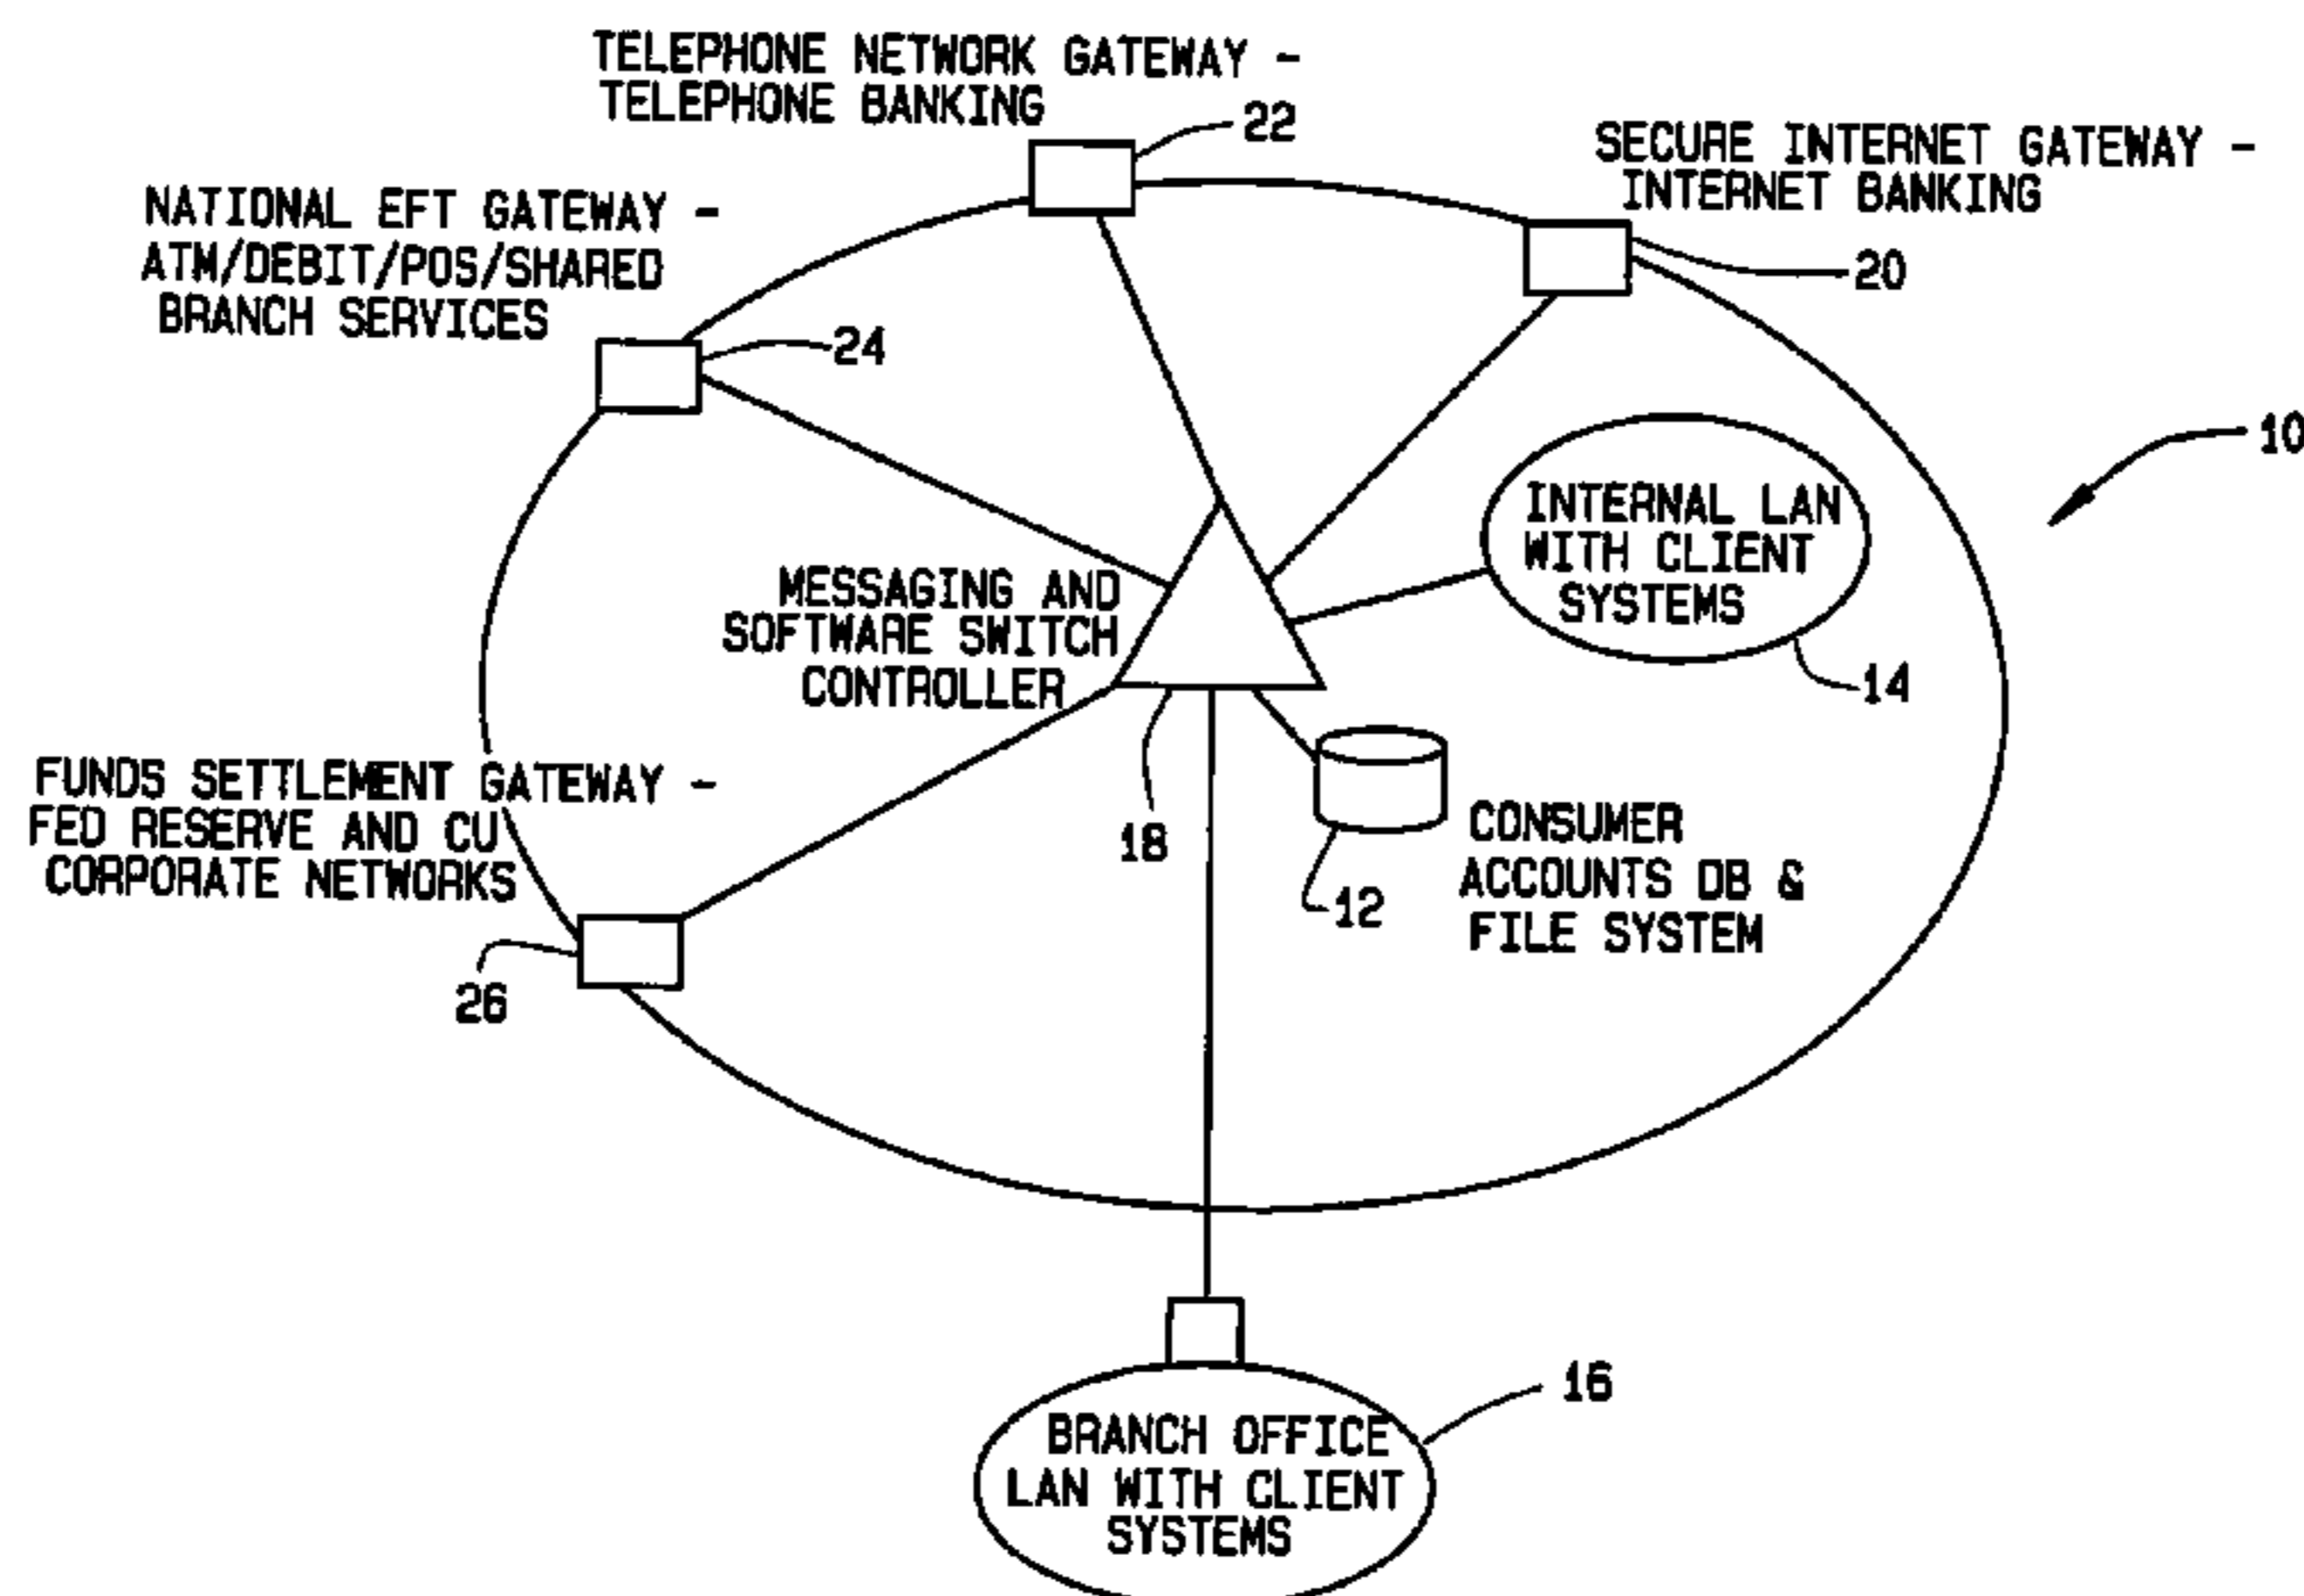 TELEPHONE NETWORK GATEWAY -
TELEPHONE BANKING
22
SECURE INTERNET GATEWAY -
INTERNET BANKING
20
NATIONAL EFT GATEWAY -
ATM/DEBIT/POS/SHARED
BRANCH SERVICES
24
10
INTERNAL LAN
WITH CLIENT
SYSTEMS
14
MESSAGING AND
SOFTWARE SWITCH
CONTROLLER
18
FUNDS SETTLEMENT GATEWAY -
FED RESERVE AND CU
CORPORATE NETWORKS
26
12
CONSUMER
ACCOUNTS DB &
FILE SYSTEM
16
BRANCH OFFICE
LAN WITH CLIENT
SYSTEMS